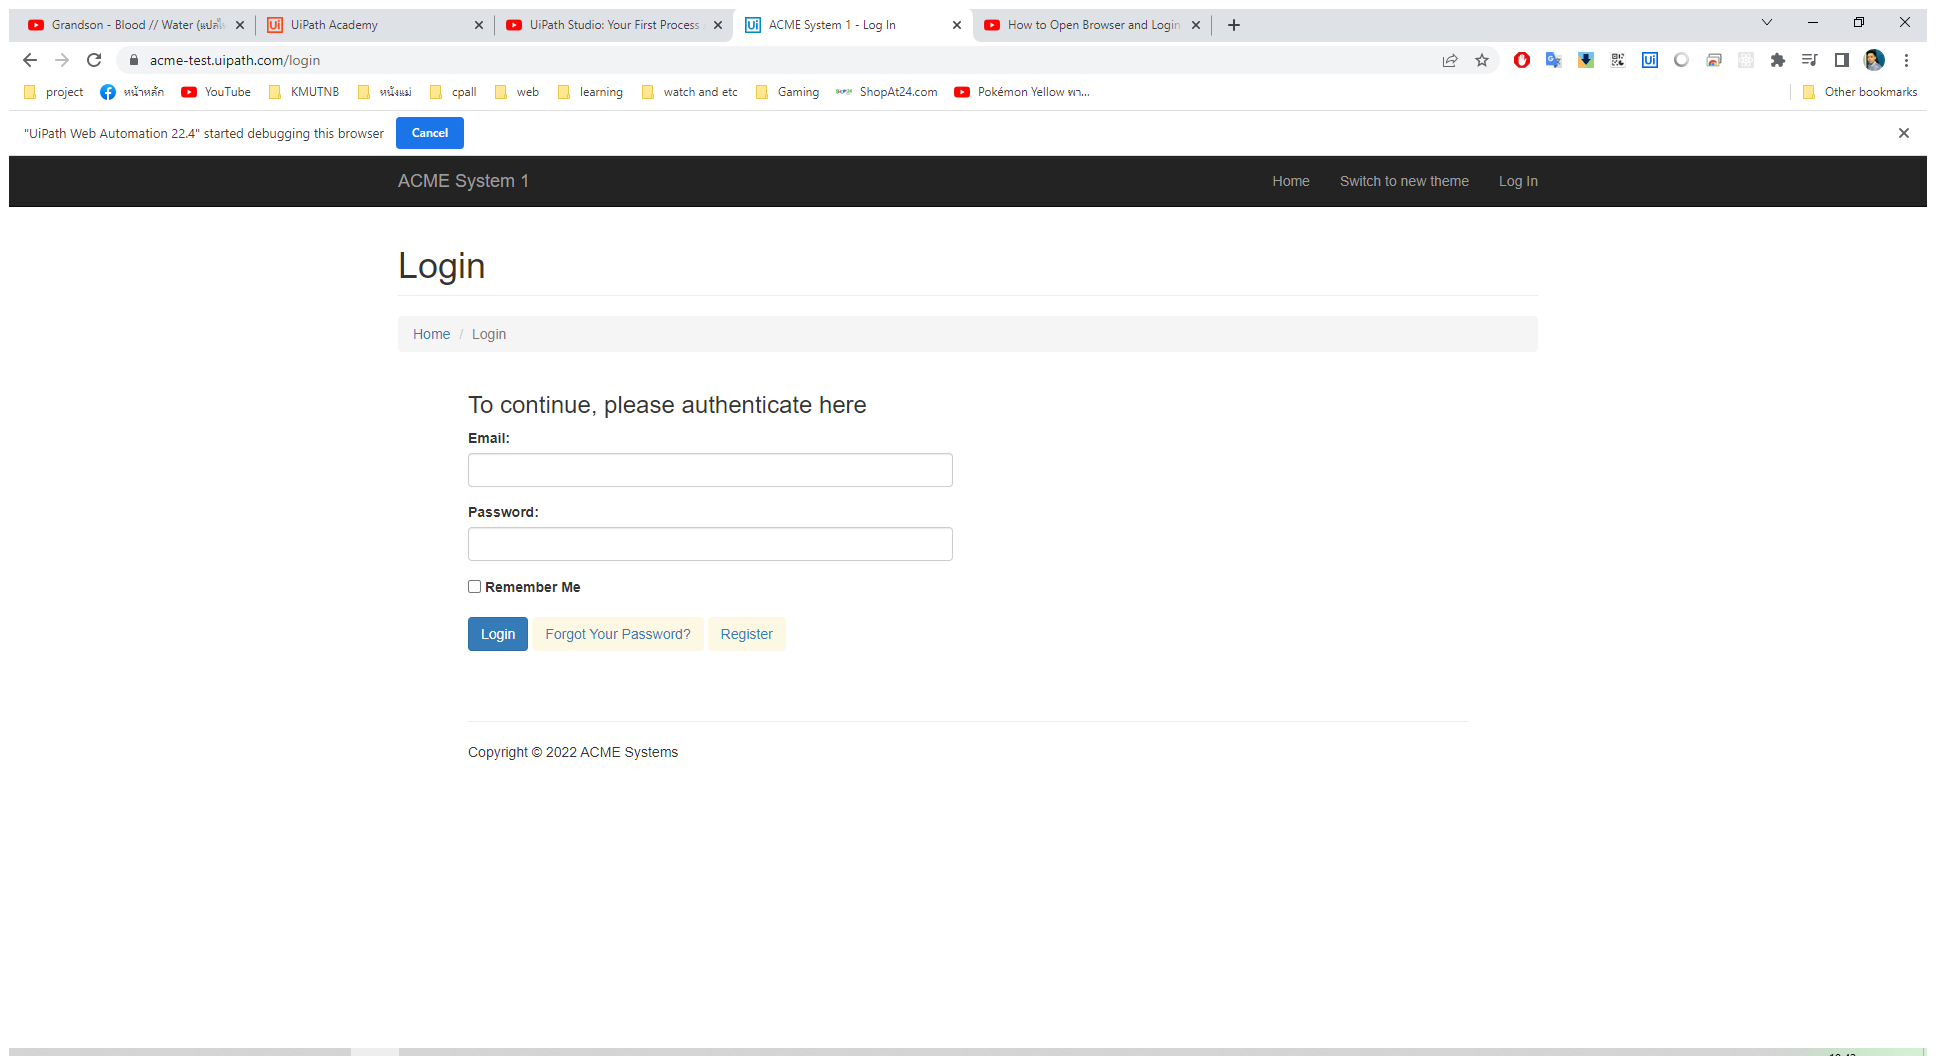 Grandson - Blood // Water (แปลไ
UiPath Academy
UiPath Studio: Your First Process
ACME System 1 - Log In
How to Open Browser and Login
acme-test.uipath.com/login
project
หน้าหลัก
YouTube
KMUTNB
หนังแม่
cpall
web
learning
watch and etc
Gaming
ShopAt24.com
Pokémon Yellow พา...
Other bookmarks
"UiPath Web Automation 22.4" started debugging this browser
Cancel
ACME System 1
Home
Switch to new theme
Log In
Login
Home / Login
To continue, please authenticate here
Email:
Password:
Remember Me
Login
Forgot Your Password?
Register
Copyright © 2022 ACME Systems